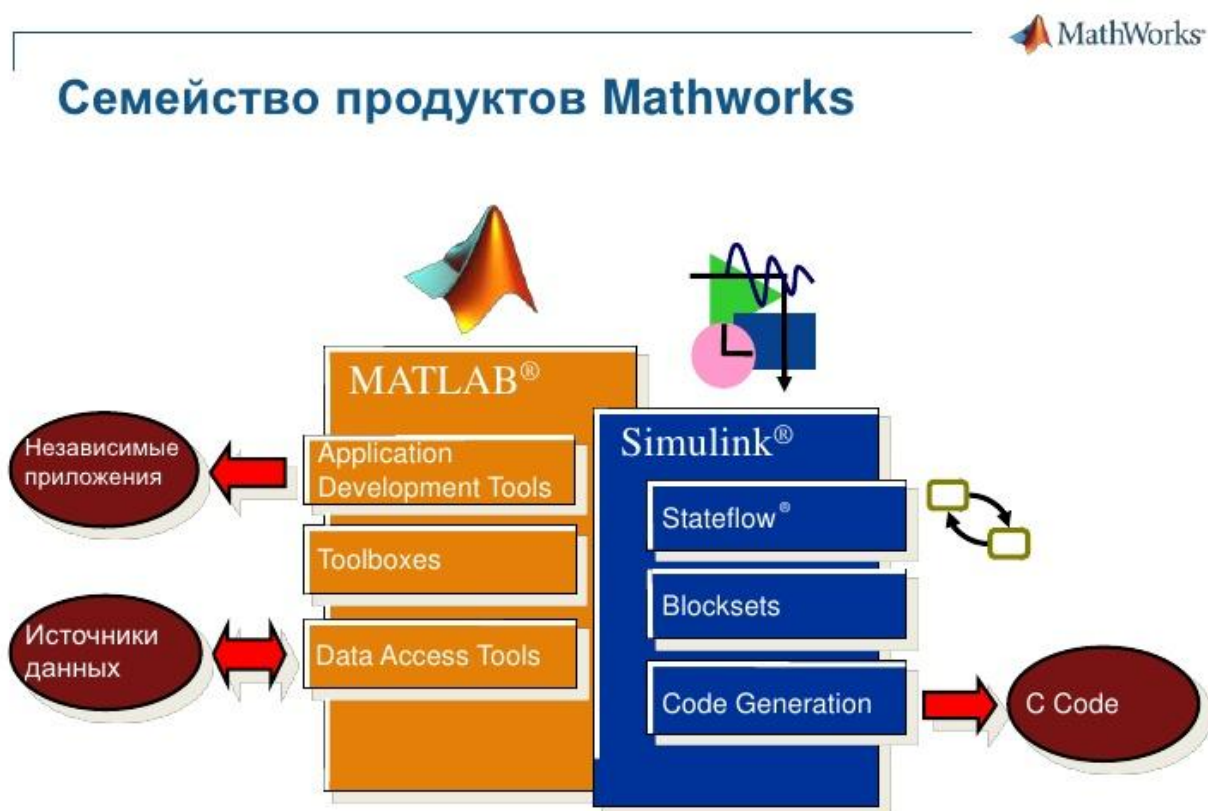 MathWorks
Семейство продуктов Mathworks
MATLAB®
Независимые
приложения
Application
Development Tools
Toolboxes
Источники
данных
Data Access Tools
Simulink®
Stateflow®
Blocksets
Code Generation
C Code